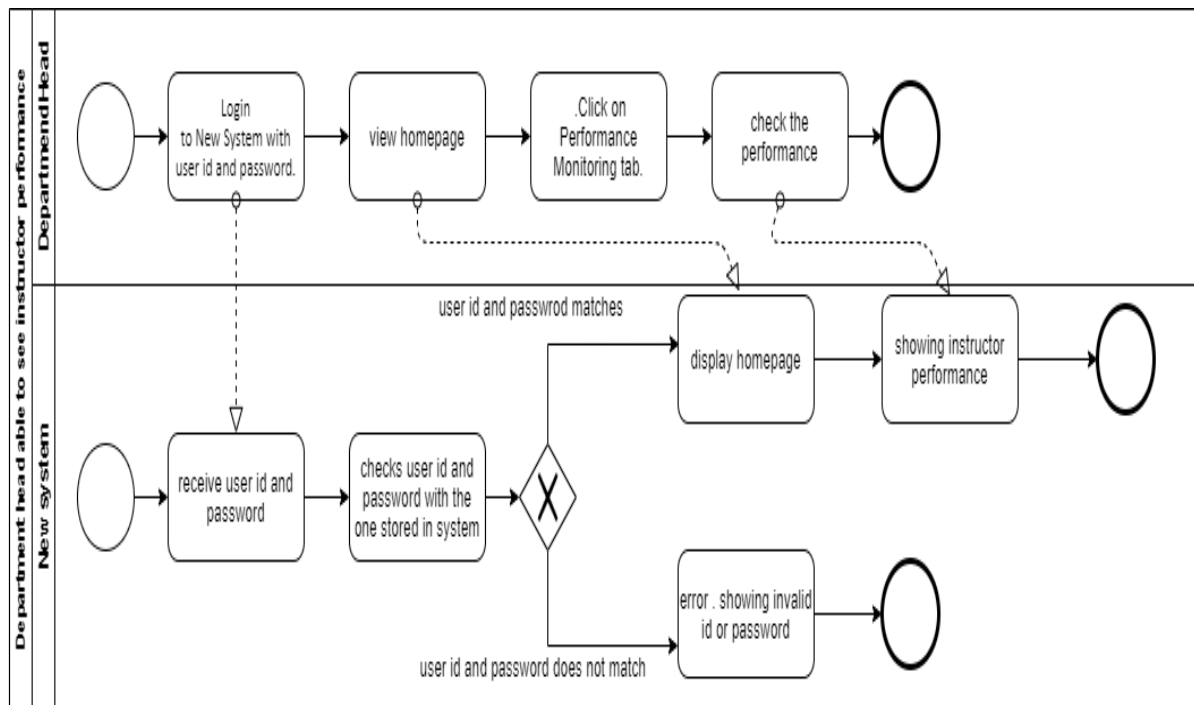 Department head able to see instructor performance
DepartmendHead
Login
to New System with
user id and password.
view homepage
.Click on
Performance
Monitoring tab.
check the
performance
New system
user id and passwrod matches
display homepage
showing instructor
performance
receive user id and
password
checks user id and
password with the
one stored in system
error . showing invalid
id or password
user id and password does not match